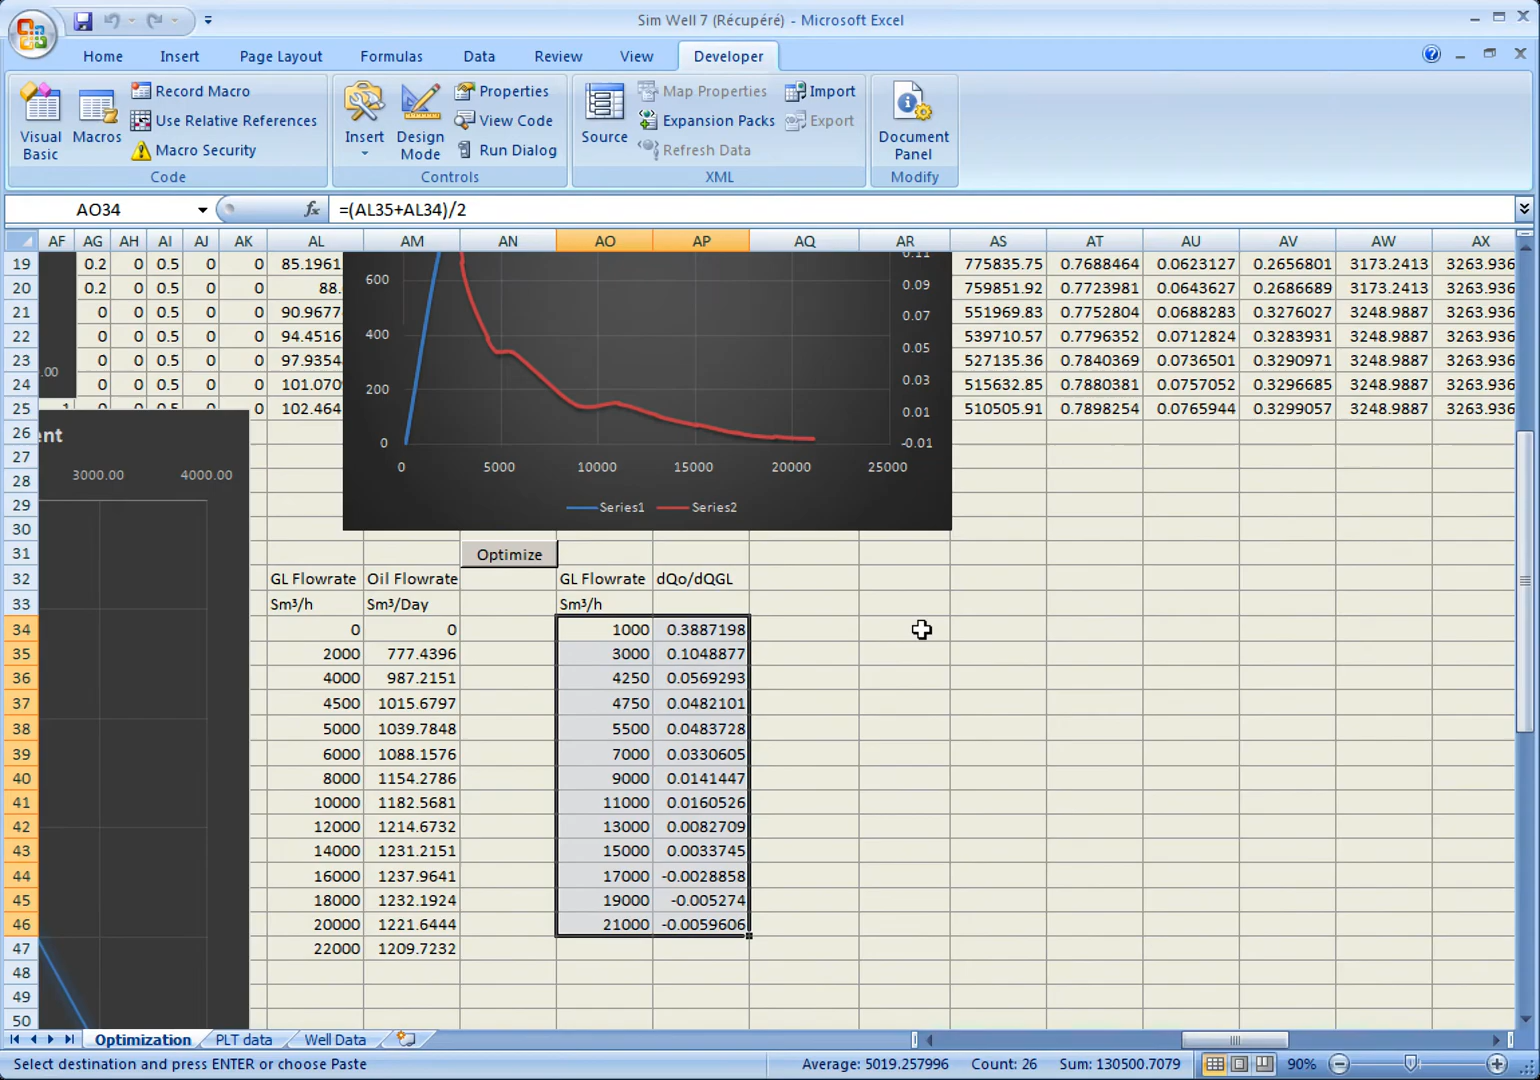 Sim Well 7 (Récupéré) - Microsoft Excel
Home Insert Page Layout Formulas Data Review View Developer
Visual Basic
Macros
Record Macro
Use Relative References
Macro Security
Code
Insert
Design Mode
Properties
View Code
Run Dialog
Controls
Source
Map Properties
Expansion Packs
Refresh Data
Import
Export
XML
Document Panel
Modify
AO34 fx =(AL35+AL34)/2
AF AG AH AI AJ AK AL AM AN AO AP AQ AR AS AT AU AV AW AX
19 0.2 0 0.5 0 0 85.1961 775835.75 0.7688464 0.0623127 0.2656801 3173.2413 3263.936
20 0.2 0 0.5 0 0 88. 759851.92 0.7723981 0.0643627 0.2686689 3173.2413 3263.936
21 0 0 0.5 0 0 90.9677 551969.83 0.7752804 0.0688283 0.3276027 3248.9887 3263.936
22 0 0 0.5 0 0 94.4516 539710.57 0.7796352 0.0712824 0.3283931 3248.9887 3263.936
23 0 0 0.5 0 0 97.9354 527135.36 0.7840369 0.0736501 0.3290971 3248.9887 3263.936
24 .00 0 0 0.5 0 0 101.070 515632.85 0.7880381 0.0757052 0.3296685 3248.9887 3263.936
25 1 0 0 0.5 0 0 102.464 510505.91 0.7898254 0.0765944 0.3299057 3248.9887 3263.936
600 400 200 0
0.11 0.09 0.07 0.05 0.03 0.01 -0.01
0 5000 10000 15000 20000 25000
Series1 Series2
ent
3000.00 4000.00
26
27
28
29
30
31 Optimize
32 GL Flowrate Oil Flowrate GL Flowrate dQo/dQGL
33 Sm³/h Sm³/Day Sm³/h
34 0 0 1000 0.3887198
35 2000 777.4396 3000 0.1048877
36 4000 987.2151 4250 0.0569293
37 4500 1015.6797 4750 0.0482101
38 5000 1039.7848 5500 0.0483728
39 6000 1088.1576 7000 0.0330605
40 8000 1154.2786 9000 0.0141447
41 10000 1182.5681 11000 0.0160526
42 12000 1214.6732 13000 0.0082709
43 14000 1231.2151 15000 0.0033745
44 16000 1237.9641 17000 -0.0028858
45 18000 1232.1924 19000 -0.005274
46 20000 1221.6444 21000 -0.0059606
47 22000 1209.7232
48
49
50
Optimization PLT data Well Data
Select destination and press ENTER or choose Paste Average: 5019.257996 Count: 26 Sum: 130500.7079 90%